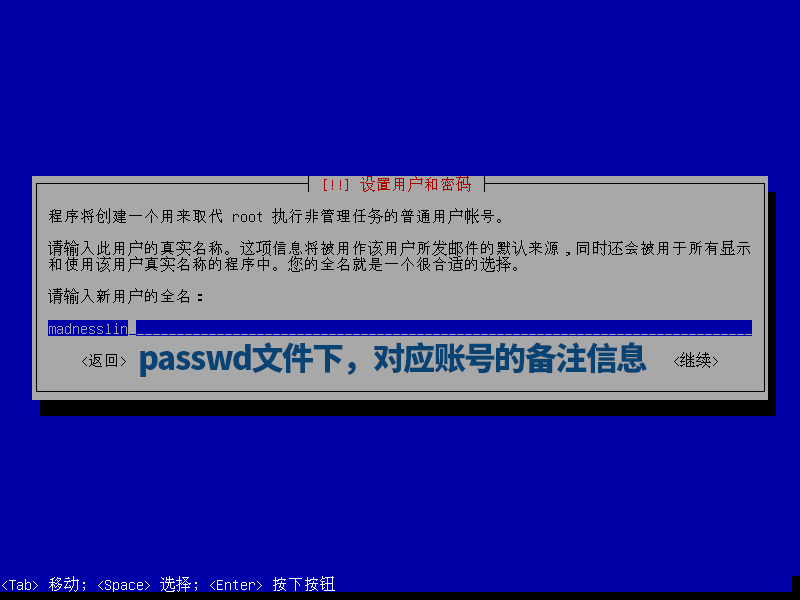 [!!] 设置用户和密码
程序将创建一个用来取代 root 执行非管理任务的普通用户帐号。
请输入此用户的真实名称。这项信息将被用作该用户所发邮件的默认来源,同时还会被用于所有显示
和使用该用户真实名称的程序中。您的全名就是一个很合适的选择。
请输入新用户的全名：
madnesslin
<返回> passwd文件下，对应账号的备注信息 <继续>
<Tab> 移动; <Space> 选择; <Enter> 按下按钮